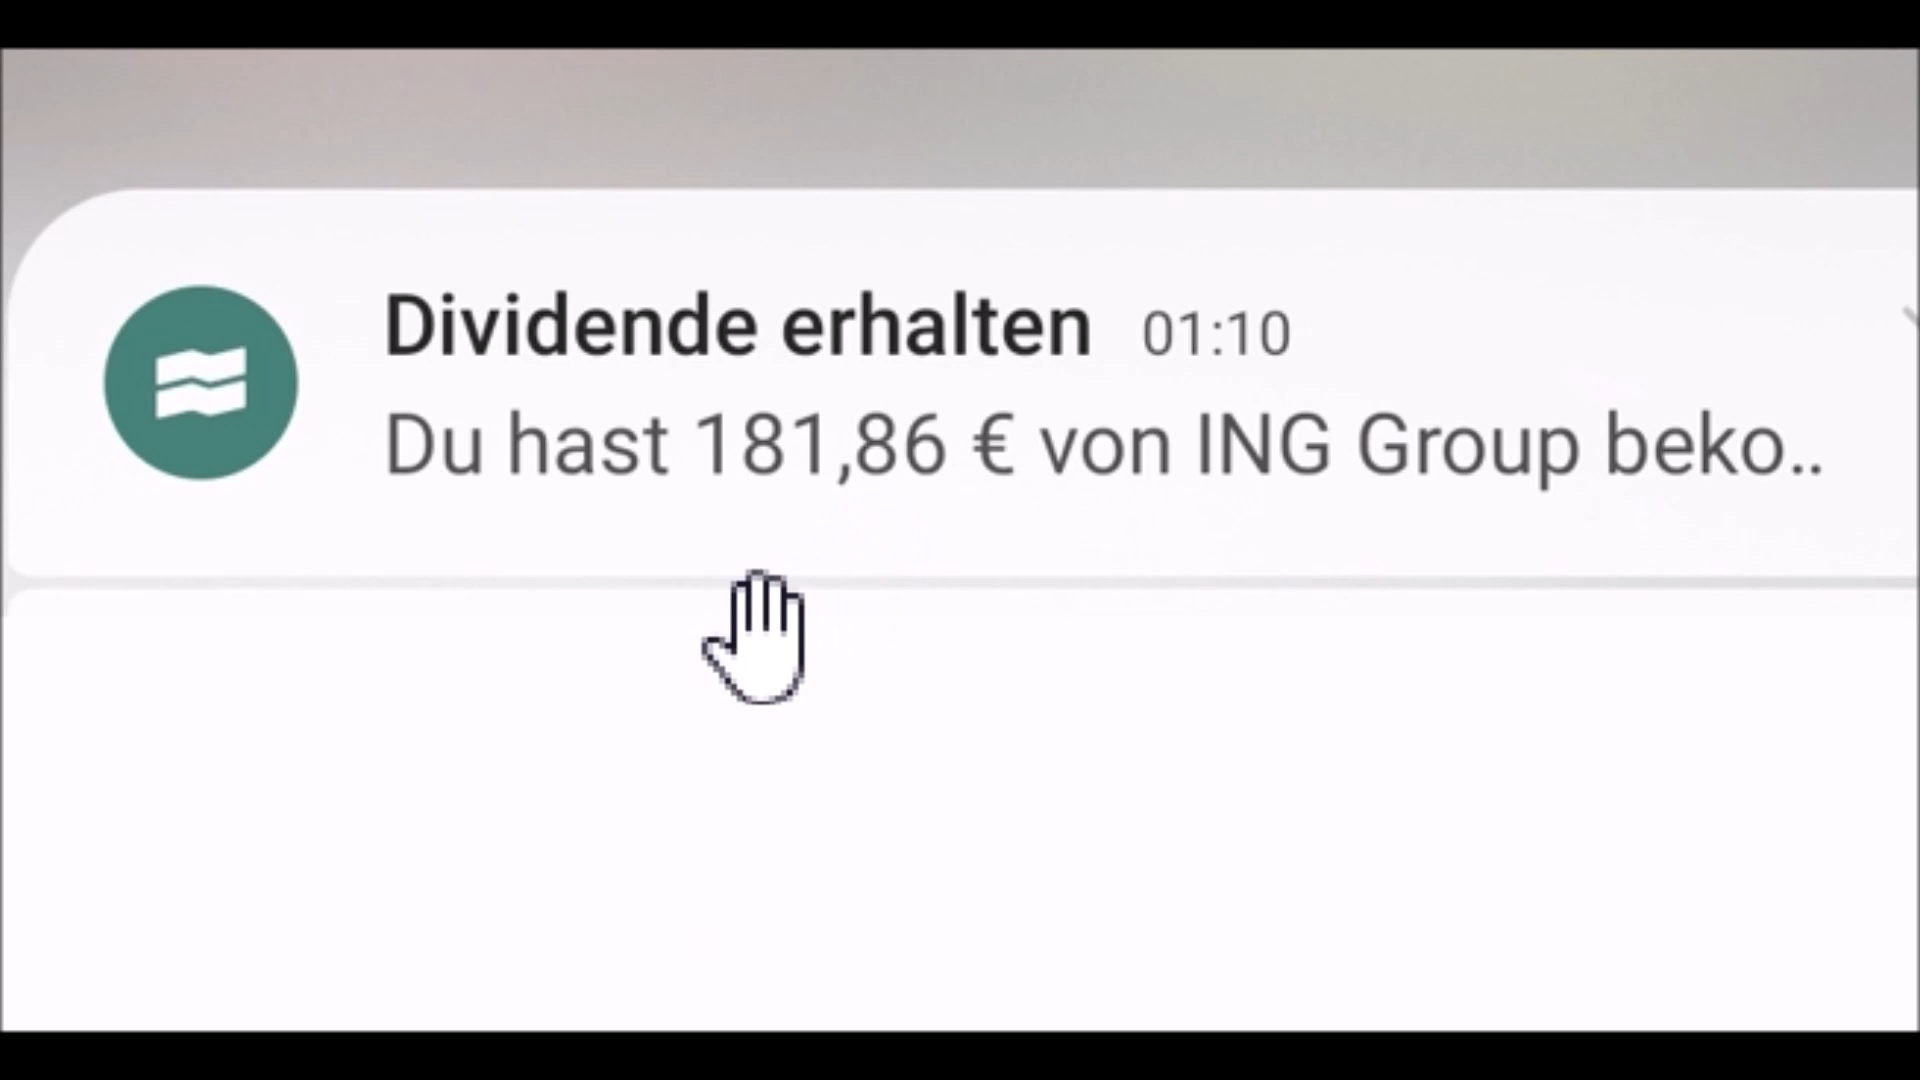 Dividende erhalten 01:10
Du hast 181,86 € von ING Group beko..